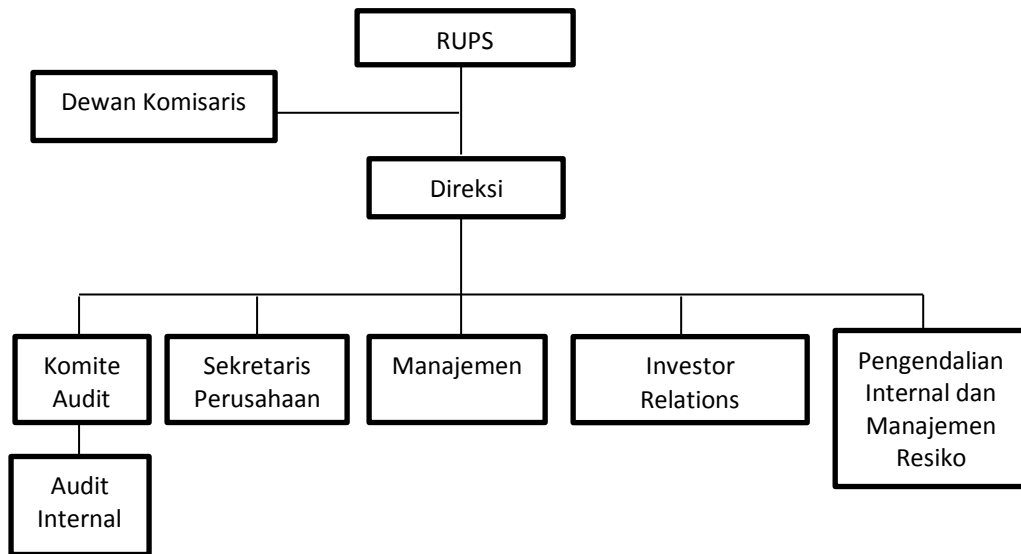 RUPS
Dewan Komisaris
Direksi
Komite
Audit
Sekretaris
Perusahaan
Manajemen
Investor
Relations
Pengendalian
Internal dan
Manajemen
Resiko
Audit
Internal